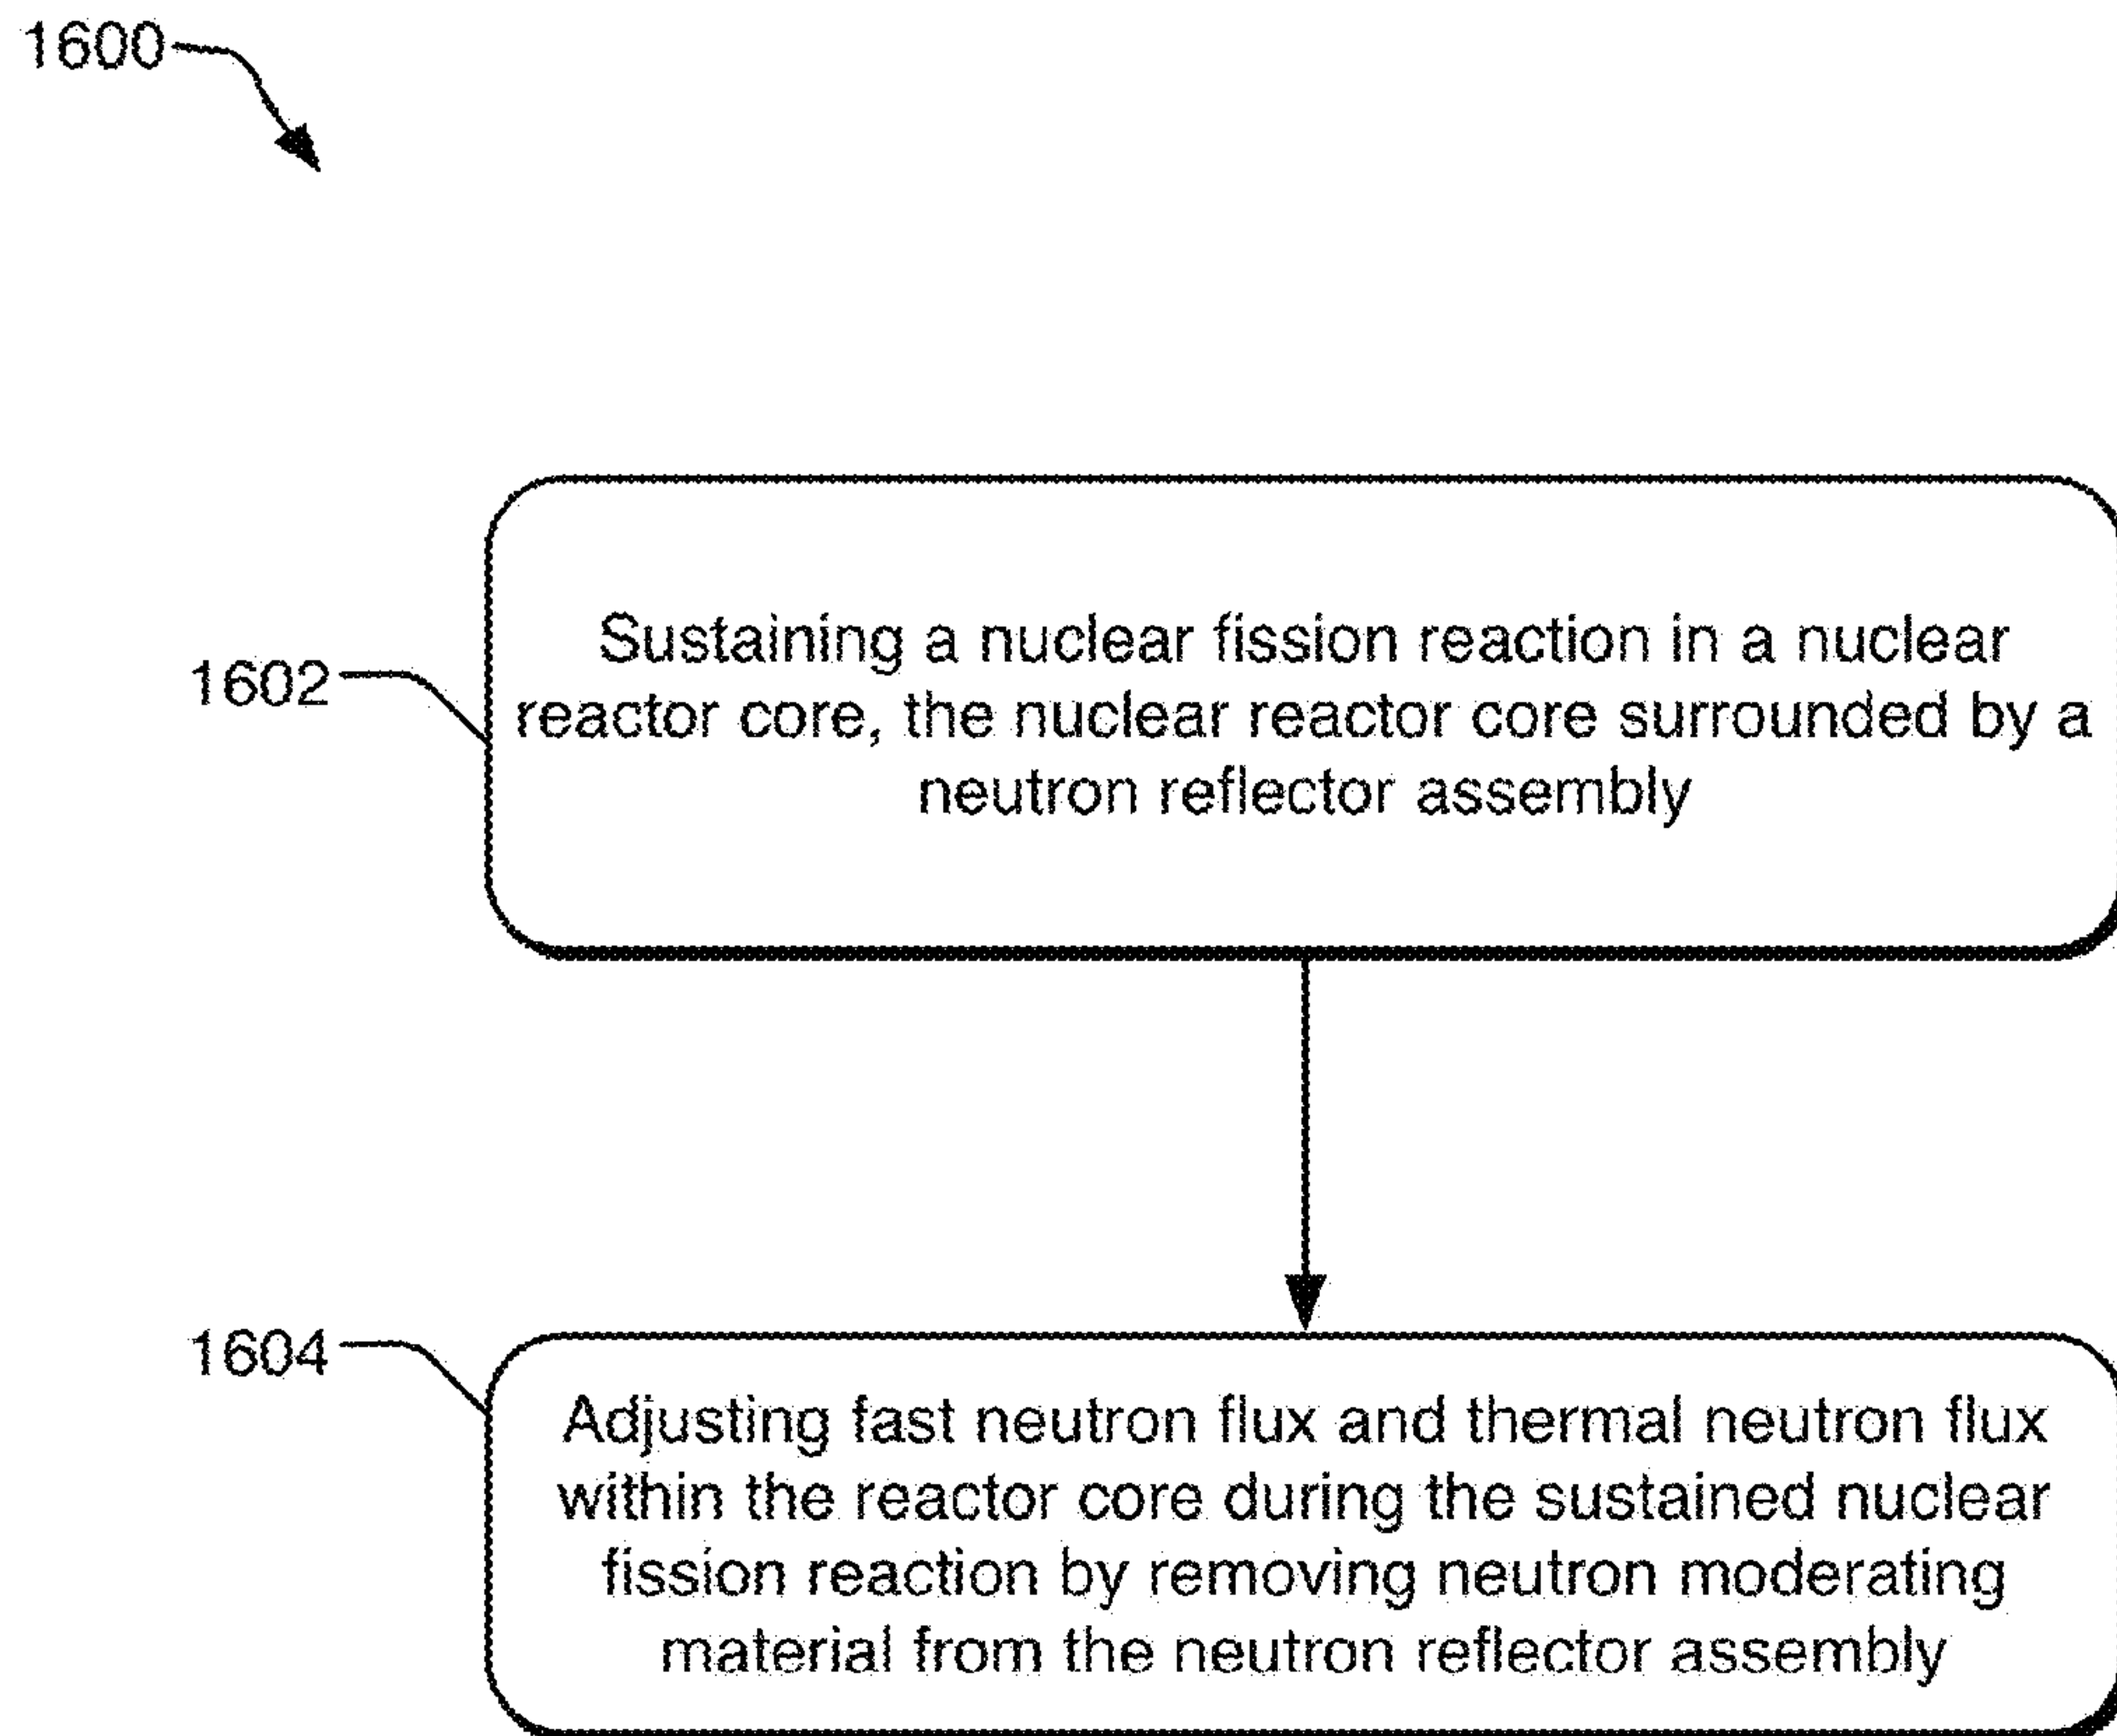 1600
1602
Sustaining a nuclear fission reaction in a nuclear
reactor core, the nuclear reactor core surrounded by a
neutron reflector assembly
1604
Adjusting fast neutron flux and thermal neutron flux
within the reactor core during the sustained nuclear
fission reaction by removing neutron moderating
material from the neutron reflector assembly